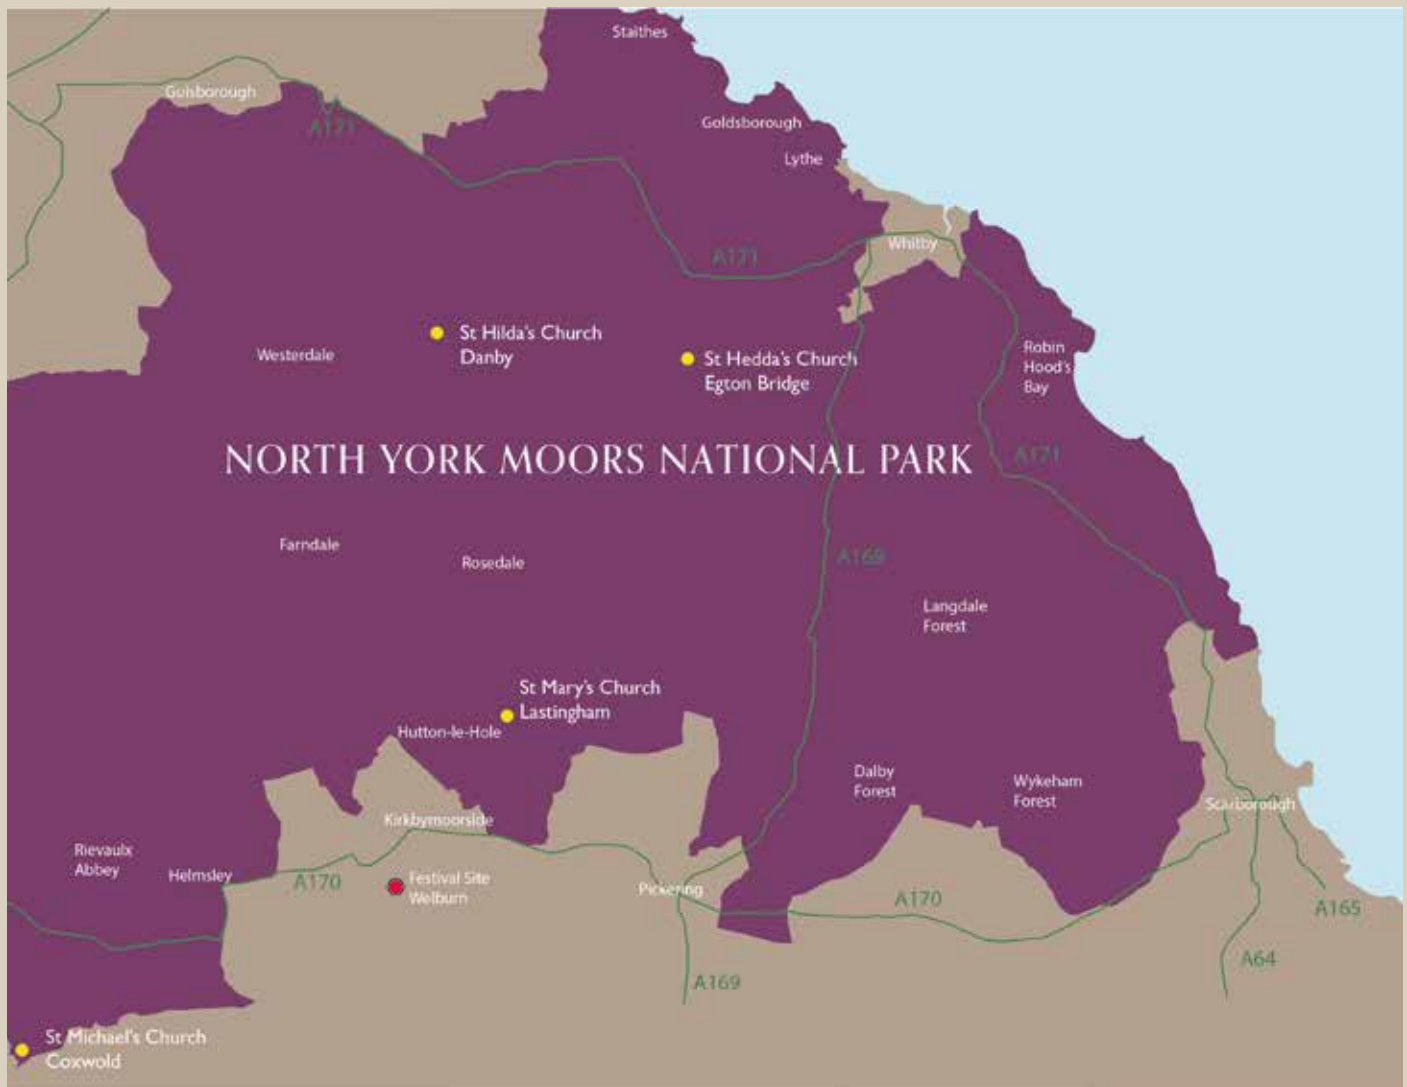 Staithes
Guisborough
Goldsborough
A171
Lythe
Whitby
A171
St Hilda's Church
Danby
Westerdale
St Hedda's Church
Egton Bridge
Robin
Hood's
Bay
NORTH YORK MOORS NATIONAL PARK
A171
Farndale
Rosedale
A169
Langdale
Forest
St Mary's Church
Lastingham
Hutton-le-Hole
Dalby
Forest
Wykeham
Forest
Scarborough
Kirkbymoorside
Rievaulx
Abbey
Helmsley
A170
Festival Site
Welburn
Pickering
A170
A165
A64
A169
St Michael's Church
Coxwold